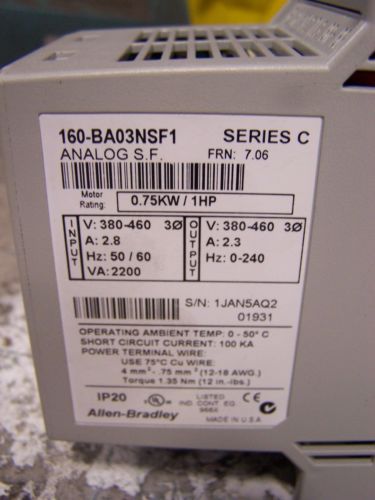 SERIES
160-BA03NSF1 SERIES C
ANALOG S.F. FRN: 7.06
Motor Rating: 0.75KW / 1HP
INPUT
V: 380-460 3Ø
A: 2.8
Hz: 50 / 60
VA: 2200
OUTPUT
V: 380-460 3Ø
A: 2.3
Hz: 0-240
S/N: 1JAN5AQ2
01931
OPERATING AMBIENT TEMP: 0 - 50° C
SHORT CIRCUIT CURRENT: 100 KA
POWER TERMINAL WIRE:
USE 75°C Cu WIRE:
4 mm² - .75 mm² (12-18 AWG.)
Torque 1.35 Nm (12 in.-lbs.)
IP20 UL LISTED CE
IND. CONT. EQ.
966X
Allen-Bradley MADE IN U.S.A.